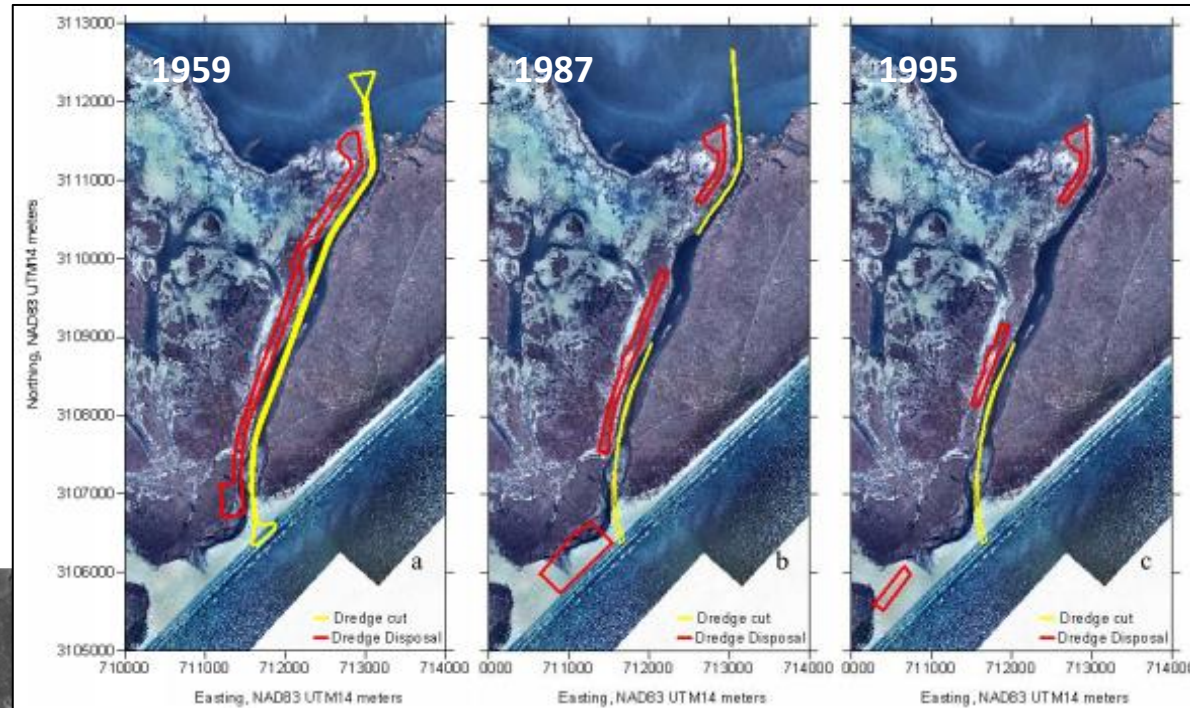 1959
1987
1995
3113000
3112000
3111000
3110000
3109000
3108000
3107000
3106000
3105000
Northing, NAD83 UTM14 meters
a
Dredge cut
Dredge Disposal
b
Dredge cut
Dredge Disposal
c
Dredge cut
Dredge Disposal
710000 711000 712000 713000 714000
0000 711000 712000 713000 714000
0000 711000 712000 713000 714000
Easting, NAD83 UTM14 meters
Easting, NAD83 UTM14 meters
Easting, NAD83 UTM14 meters